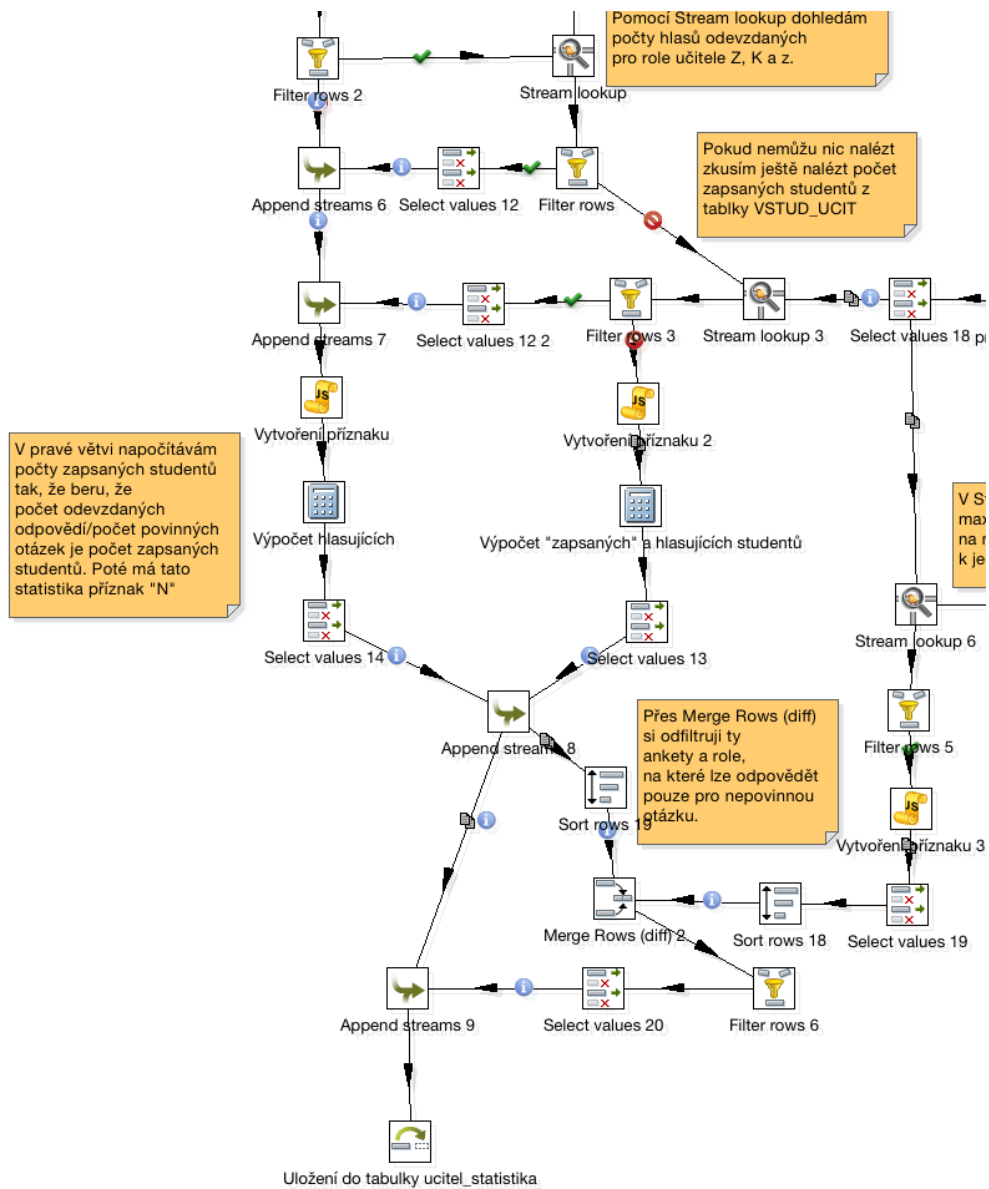 Pomocí Stream lookup dohledám
počty hlasů odevzdaných
pro role učitele Z, K a z.
Filter rows 2
Stream lookup
Pokud nemůžu nic nalézt
zkusím ještě nalézt počet
zapsaných studentů z
tablky VSTUD_UCIT
Append streams 6
Select values 12
Filter rows
Append streams 7
Select values 12 2
Filter rows 3
Stream lookup 3
Select values 18
Vytvoření příznaku
Vytvoření příznaku 2
V pravé větvi napočítávám
počty zapsaných studentů
tak, že beru, že
počet odevzdaných
odpovědí/počet povinných
otázek je počet zapsaných
studentů. Poté má tato
statistika příznak "N"
Výpočet hlasujících
Výpočet "zapsaných" a hlasujících studentů
V
max
na
k je
Stream lookup 6
Select values 14
Select values 13
Přes Merge Rows (diff)
si odfiltruji ty
ankety a role,
na které lze odpovědět
pouze pro nepovinnou
otázku.
Append streams 8
Filter rows 5
Sort rows 19
Vytvoření příznaku 3
Merge Rows (diff) 2
Sort rows 18
Select values 19
Append streams 9
Select values 20
Filter rows 6
Uložení do tabulky ucitel_statistika